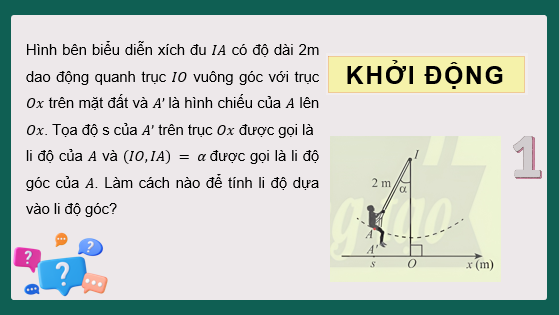 Hình bên biểu diễn xích đu 𝐼𝐴 có độ dài 2m
dao động quanh trục 𝐼𝑂 vuông góc với trục
𝑂𝑥 trên mặt đất và 𝐴′ là hình chiếu của 𝐴 lên
𝑂𝑥. Tọa độ s của 𝐴′ trên trục 𝑂𝑥 được gọi là
li độ của 𝐴 và (𝐼𝑂, 𝐼𝐴) = 𝛼 được gọi là li độ
góc của 𝐴. Làm cách nào để tính li độ dựa
vào li độ góc?
KHỞI ĐỘNG
1
I
2 m
α
A
A'
s
O
x (m)
?
?
?
?